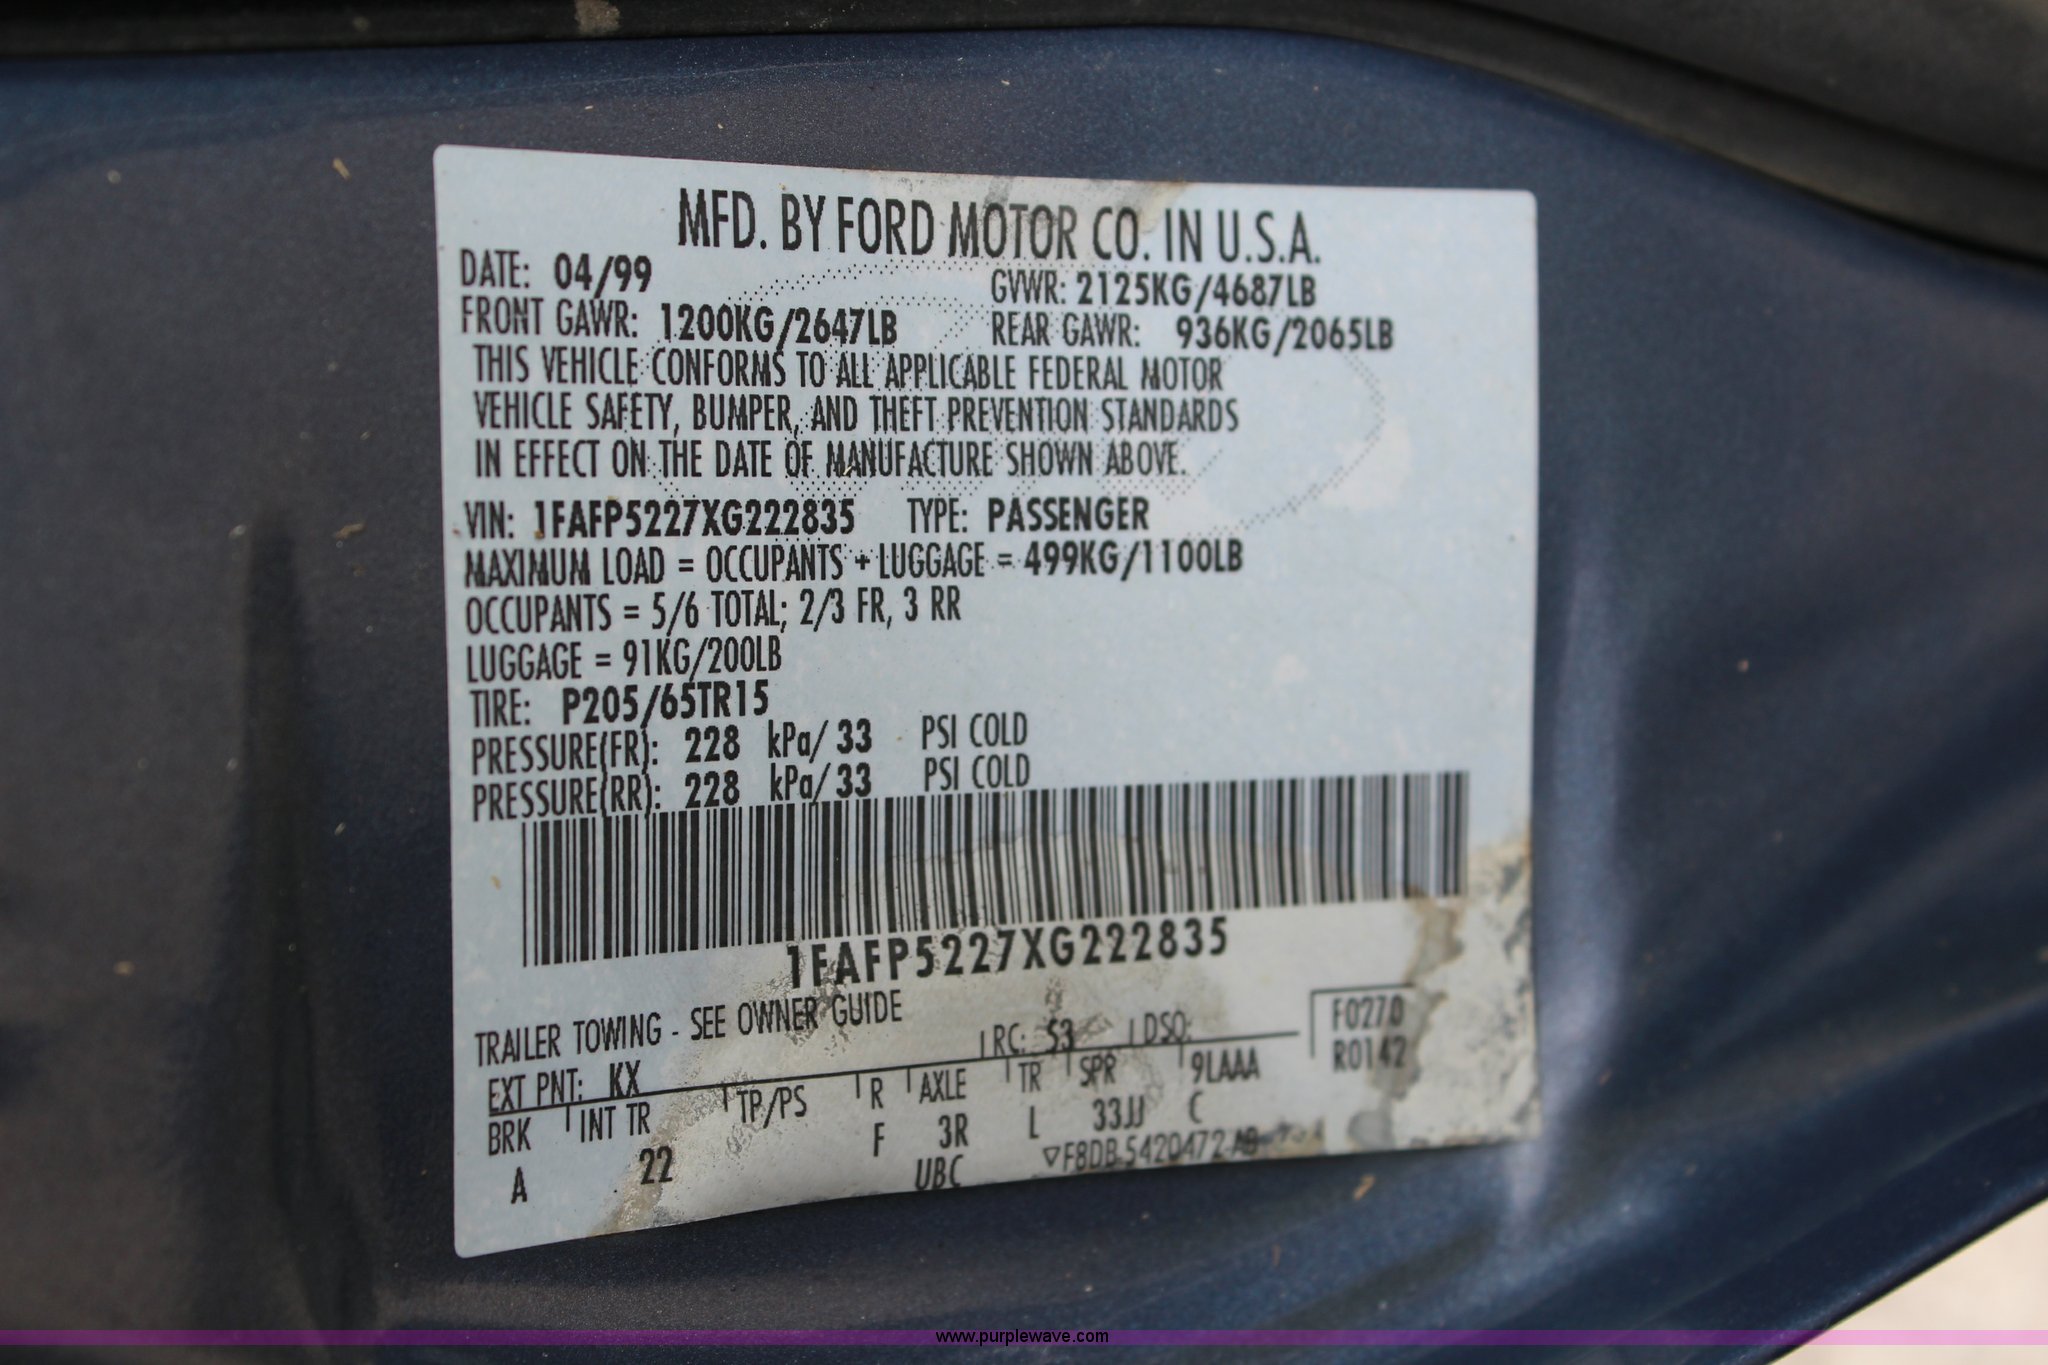 MFD. BY FORD MOTOR CO. IN U.S.A.
DATE: 04/99 GVWR: 2125KG/4687LB
FRONT GAWR: 1200KG/2647LB REAR GAWR: 936KG/2065LB
THIS VEHICLE CONFORMS TO ALL APPLICABLE FEDERAL MOTOR
VEHICLE SAFETY, BUMPER, AND THEFT PREVENTION STANDARDS
IN EFFECT ON THE DATE OF MANUFACTURE SHOWN ABOVE.
VIN: 1FAFP5227XG222835 TYPE: PASSENGER
MAXIMUM LOAD = OCCUPANTS + LUGGAGE = 499KG/1100LB
OCCUPANTS = 5/6 TOTAL; 2/3 FR, 3 RR
LUGGAGE = 91KG/200LB
TIRE: P205/65TR15
PRESSURE(FR): 228 kPa/ 33 PSI COLD
PRESSURE(RR): 228 kPa/ 33 PSI COLD
1FAFP5227XG222835
TRAILER TOWING - SEE OWNER GUIDE
F0270
EXT PNT: KX RC: 53 DSO: R0142
BRK INT TR TP/PS R AXLE TR SPR 9LAAA
A 22 F 3R L 33JJ C
UBC ▽F8DB-5420472-AB
www.purplewave.com